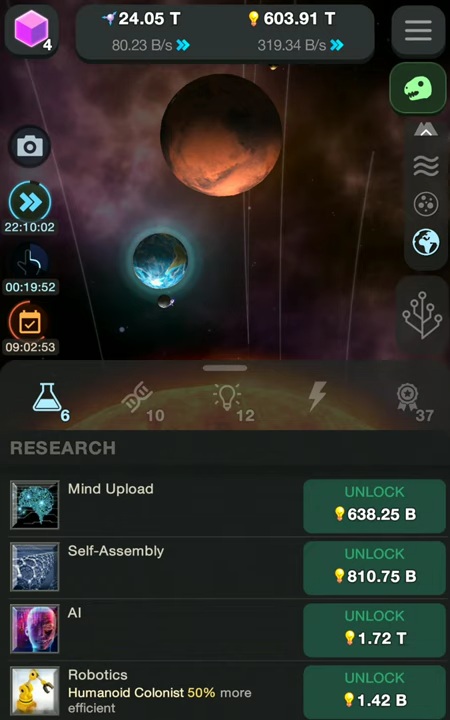 4
24.05 T
603.91 T
80.23 B/s
319.34 B/s
22:10:02
00:19:52
09:02:53
6
10
12
37
RESEARCH
Mind Upload
UNLOCK
638.25 B
Self-Assembly
UNLOCK
810.75 B
AI
UNLOCK
1.72 T
Robotics
Humanoid Colonist 50% more
efficient
UNLOCK
1.42 B